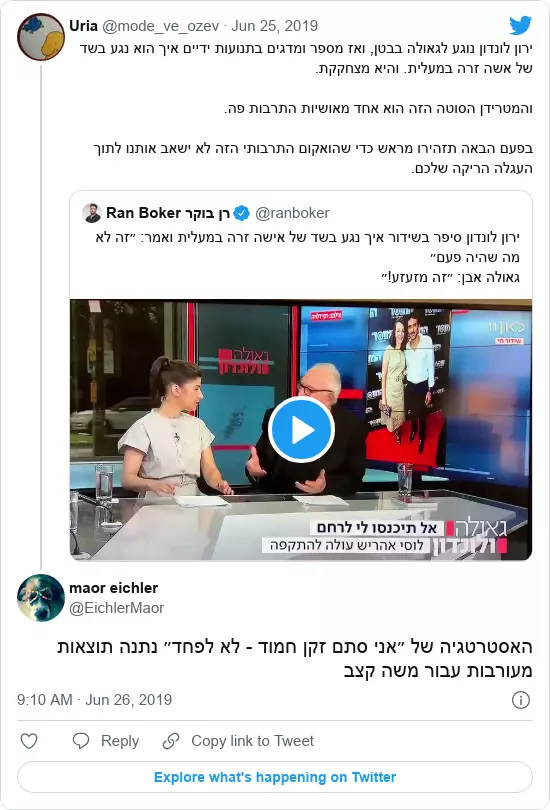 Uria @mode_ve_ozev · Jun 25, 2019
ירון לונדון נוגע לגאולה בבטן, ואז מספר ומדגים בתנועות ידיים איך הוא נגע בשד
של אשה זרה במעלית. והיא מצחקקת.
והמטרידן הסוטה הזה הוא אחד מאושיות התרבות פה.
בפעם הבאה תזהירו מראש כדי שהואקום התרבותי הזה לא ישאב אותנו לתוך
העגלה הריקה שלכם.
Ran Boker רן בוקר @ranboker
ירון לונדון סיפר בשידור איך נגע בשד של אישה זרה במעלית ואמר: ״זה לא
מה שהיה פעם״
גאולה אבן: ״זה מזעזע!״
כאן11
שידור חי
גאולה
ולונדון
אל תיכנסו לי לרחם
לוסי אהריש עולה להתקפה
גאולה
ולונדון
maor eichler
@EichlerMaor
האסטרטגיה של ״אני סתם זקן חמוד - לא לפחד״ נתנה תוצאות
מעורבות עבור משה קצב
9:10 AM · Jun 26, 2019
Reply
Copy link to Tweet
Explore what's happening on Twitter